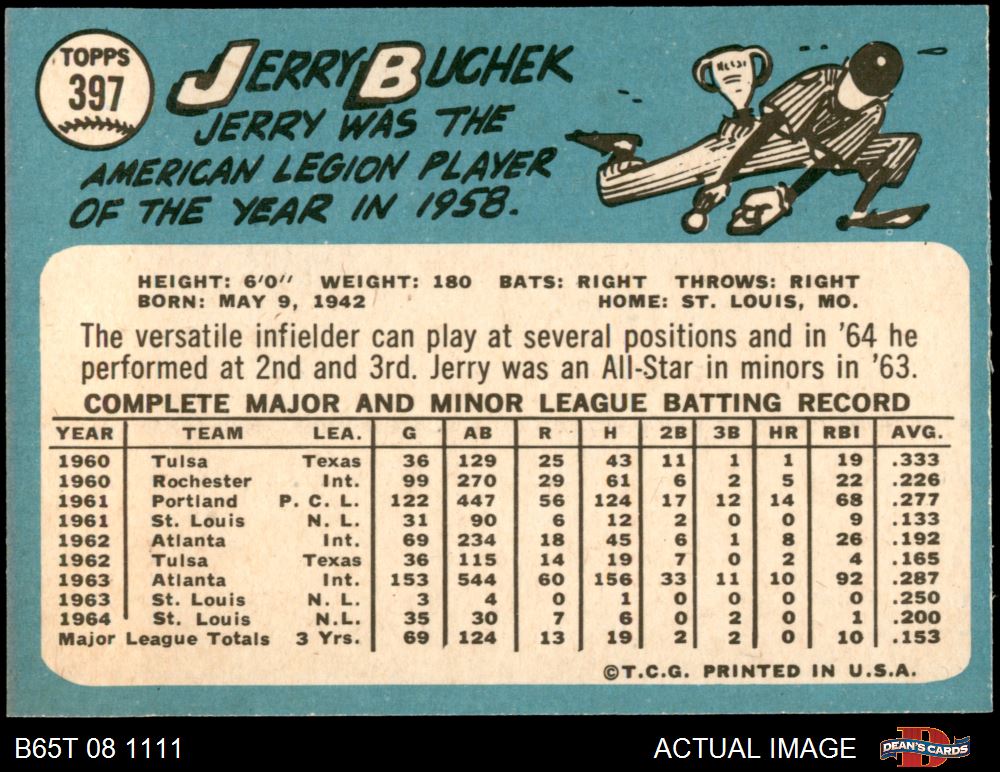 TOPPS
397
JERRY BUCHEK
JERRY WAS THE
AMERICAN LEGION PLAYER
OF THE YEAR IN 1958.
HEIGHT: 6'0" WEIGHT: 180 BATS: RIGHT THROWS: RIGHT
BORN: MAY 9, 1942 HOME: ST. LOUIS, MO.
The versatile infielder can play at several positions and in '64 he
performed at 2nd and 3rd. Jerry was an All-Star in minors in '63.
COMPLETE MAJOR AND MINOR LEAGUE BATTING RECORD
YEAR TEAM LEA. G AB R H 2B 3B HR RBI AVG.
1960 Tulsa Texas 36 129 25 43 11 1 1 19 .333
1960 Rochester Int. 99 270 29 61 6 2 5 22 .226
1961 Portland P. C. L. 122 447 56 124 17 12 14 68 .277
1961 St. Louis N. L. 31 90 6 12 2 0 0 9 .133
1962 Atlanta Int. 69 234 18 45 6 1 8 26 .192
1962 Tulsa Texas 36 115 14 19 7 0 2 4 .165
1963 Atlanta Int. 153 544 60 156 33 11 10 92 .287
1963 St. Louis N. L. 3 4 0 1 0 0 0 0 .250
1964 St. Louis N. L. 35 30 7 6 0 2 0 1 .200
Major League Totals 3 Yrs. 69 124 13 19 2 2 0 10 .153
©T.C.G. PRINTED IN U.S.A.
B65T 08 1111 ACTUAL IMAGE DEAN'S CARDS